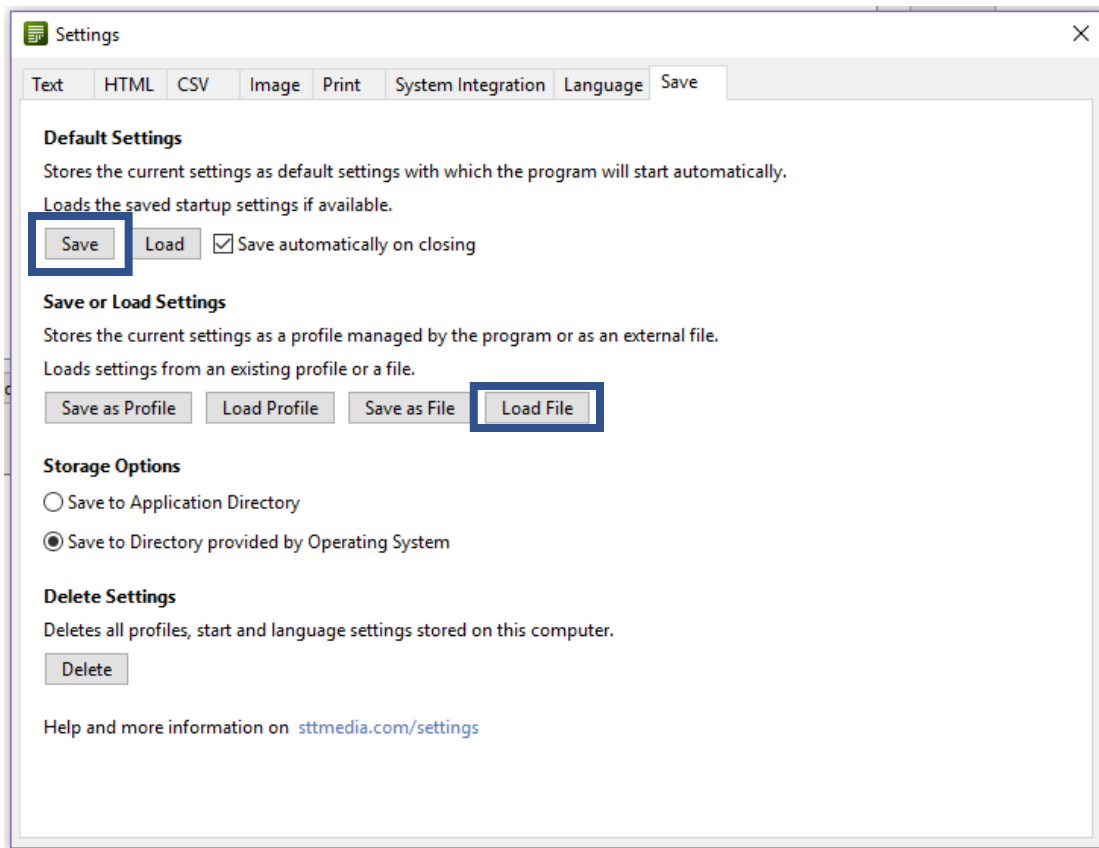 Settings
Text HTML CSV Image Print System Integration Language Save
Default Settings
Stores the current settings as default settings with which the program will start automatically.
Loads the saved startup settings if available.
Save Load Save automatically on closing
Save or Load Settings
Stores the current settings as a profile managed by the program or as an external file.
Loads settings from an existing profile or a file.
Save as Profile Load Profile Save as File Load File
Storage Options
Save to Application Directory
Save to Directory provided by Operating System
Delete Settings
Deletes all profiles, start and language settings stored on this computer.
Delete
Help and more information on sttmedia.com/settings